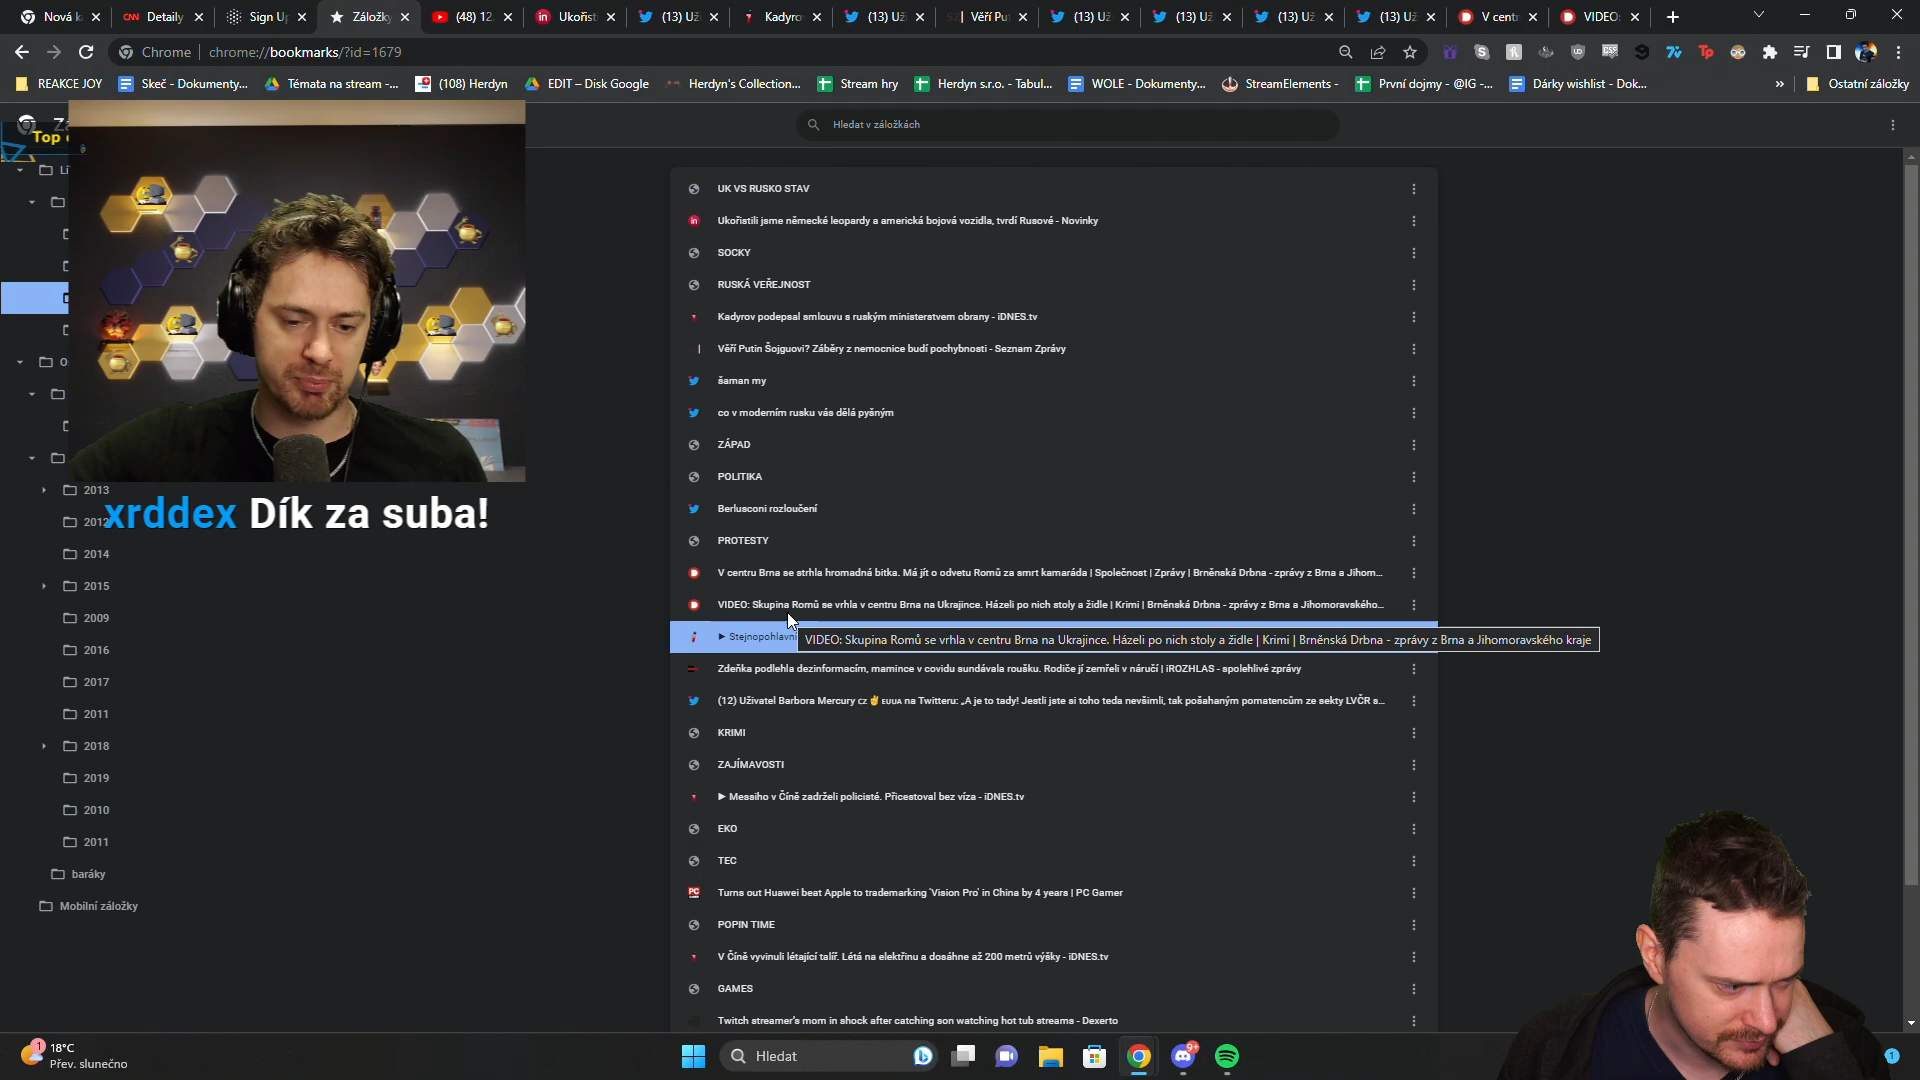 Nová k
Detaily
Sign Up
Záložky
(48) 12.
Ukořist
(13) Už
Kadyro
(13) Už
Věří Pu
(13) Už
(13) Už
(13) Už
(13) Už
V cent
VIDEO:
Chrome
chrome://bookmarks/?id=1679
REAKCE JOY
Skeč - Dokumenty...
Témata na stream -...
(108) Herdyn
EDIT – Disk Google
Herdyn's Collection...
Stream hry
Herdyn s.r.o. - Tabul...
WOLE - Dokumenty...
StreamElements -
První dojmy - @IG -...
Dárky wishlist - Dok...
»
Ostatní záložky
Hledat v záložkách
Top
UK VS RUSKO STAV
Ukořistili jsme německé leopardy a americká bojová vozidla, tvrdí Rusové - Novinky
SOCKY
RUSKÁ VEŘEJNOST
Kadyrov podepsal smlouvu s ruským ministerstvem obrany - iDNES.tv
Věří Putin Šojguovi? Záběry z nemocnice budí pochybnosti - Seznam Zprávy
šaman my
co v moderním rusku vás dělá pyšným
ZÁPAD
POLITIKA
Berlusconi rozloučení
PROTESTY
V centru Brna se strhla hromadná bitka. Má jít o odvetu Romů za smrt kamaráda | Společnost | Zprávy | Brněnská Drbna - zprávy z Brna a Jihom...
VIDEO: Skupina Romů se vrhla v centru Brna na Ukrajince. Házeli po nich stoly a židle | Krimi | Brněnská Drbna - zprávy z Brna a Jihomoravského...
▶ Stejnopohlavní
VIDEO: Skupina Romů se vrhla v centru Brna na Ukrajince. Házeli po nich stoly a židle | Krimi | Brněnská Drbna - zprávy z Brna a Jihomoravského kraje
Zdeňka podlehla dezinformacím, mamince v covidu sundávala roušku. Rodiče jí zemřeli v náručí | iROZHLAS - spolehlivé zprávy
(12) Uživatel Barbora Mercury CZ ✌ EUUA na Twitteru: „A je to tady! Jestli jste si toho teda nevšimli, tak pošahaným pomatencům ze sekty LVČR s...
KRIMI
ZAJÍMAVOSTI
▶ Messiho v Číně zadrželi policisté. Přicestoval bez víza - iDNES.tv
EKO
TEC
Turns out Huawei beat Apple to trademarking 'Vision Pro' in China by 4 years | PC Gamer
POPIN TIME
V Číně vyvinuli létající talíř. Létá na elektřinu a dosáhne až 200 metrů výšky - iDNES.tv
GAMES
Twitch streamer's mom in shock after catching son watching hot tub streams - Dexerto
2013
xrddex Dík za suba!
2012
2014
2015
2009
2016
2017
2011
2018
2019
2010
2011
baráky
Mobilní záložky
18°C
Přev. slunečno
Hledat
9+
1
1